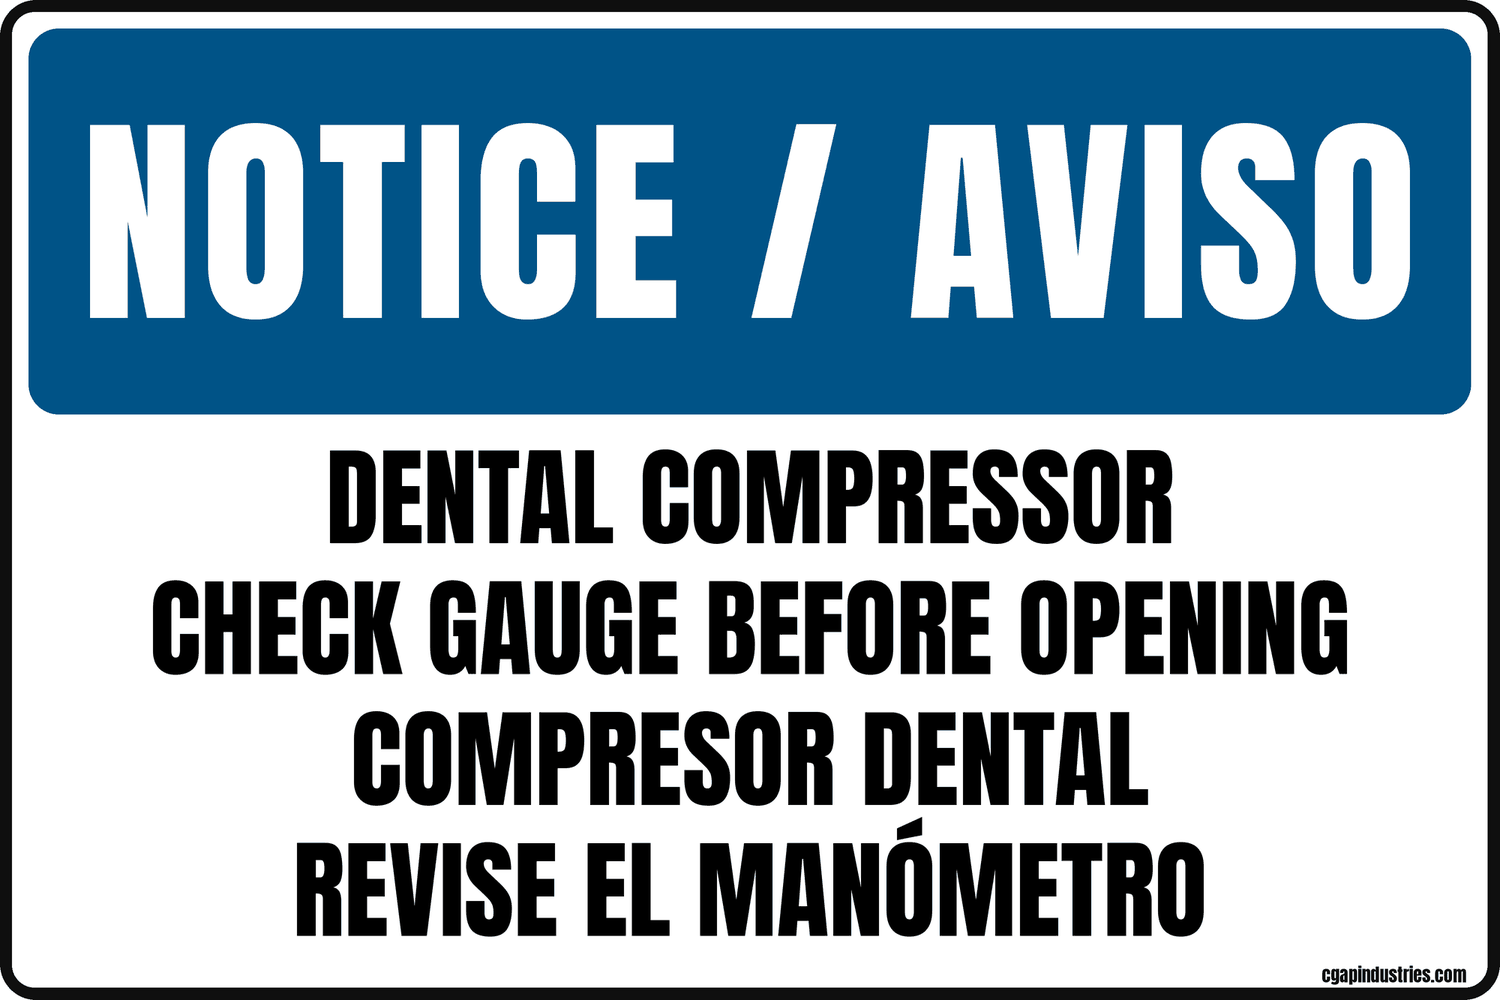 NOTICE / AVISO
DENTAL COMPRESSOR
CHECK GAUGE BEFORE OPENING
COMPRESOR DENTAL
REVISE EL MANÓMETRO
cgapindustries.com